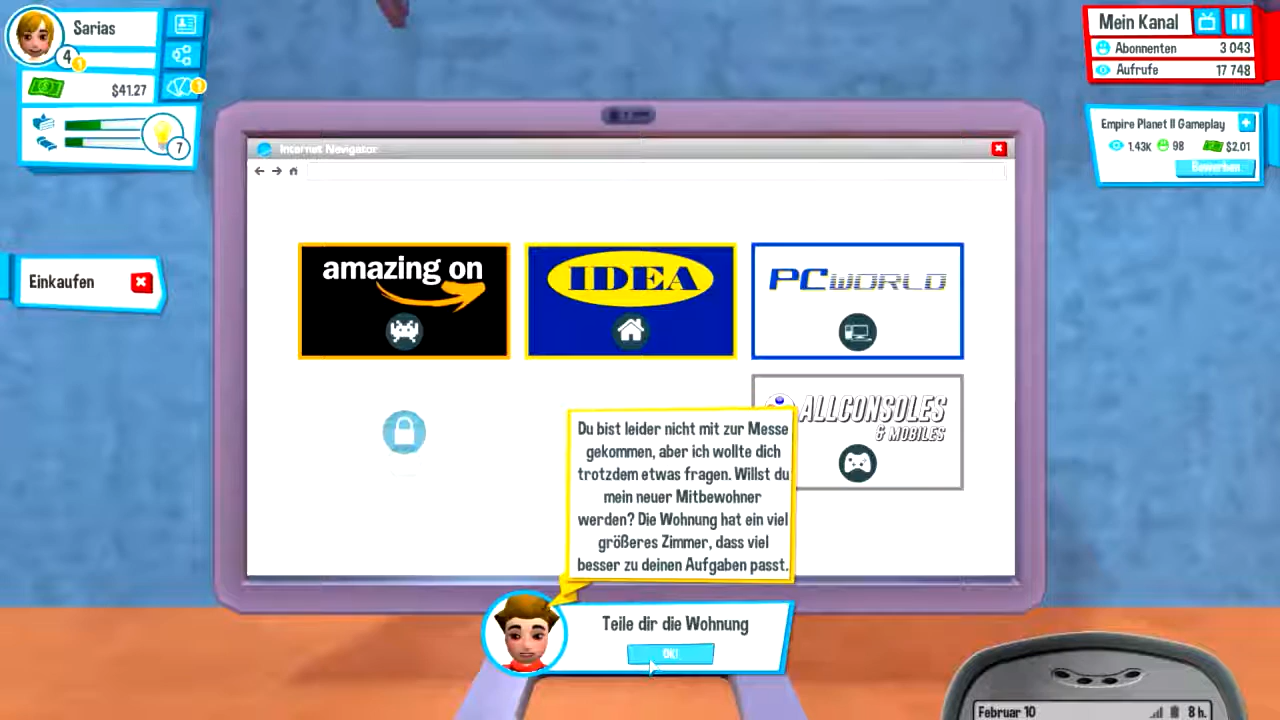 Sarias
4
1
$41.27
1
7
Mein Kanal
Abonnenten 3 043
Aufrufe 17 748
Empire Planet II Gameplay
1.43K 98 $2.01
Bewerben
Internet Navigator
Einkaufen
amazing on
IDEA
PCWORLD
ALLCONSOLES
& MOBILES
Du bist leider nicht mit zur Messe
gekommen, aber ich wollte dich
trotzdem etwas fragen. Willst du
mein neuer Mitbewohner
werden? Die Wohnung hat ein viel
größeres Zimmer, dass viel
besser zu deinen Aufgaben passt.
Teile dir die Wohnung
OK!
Februar 10 8 h.